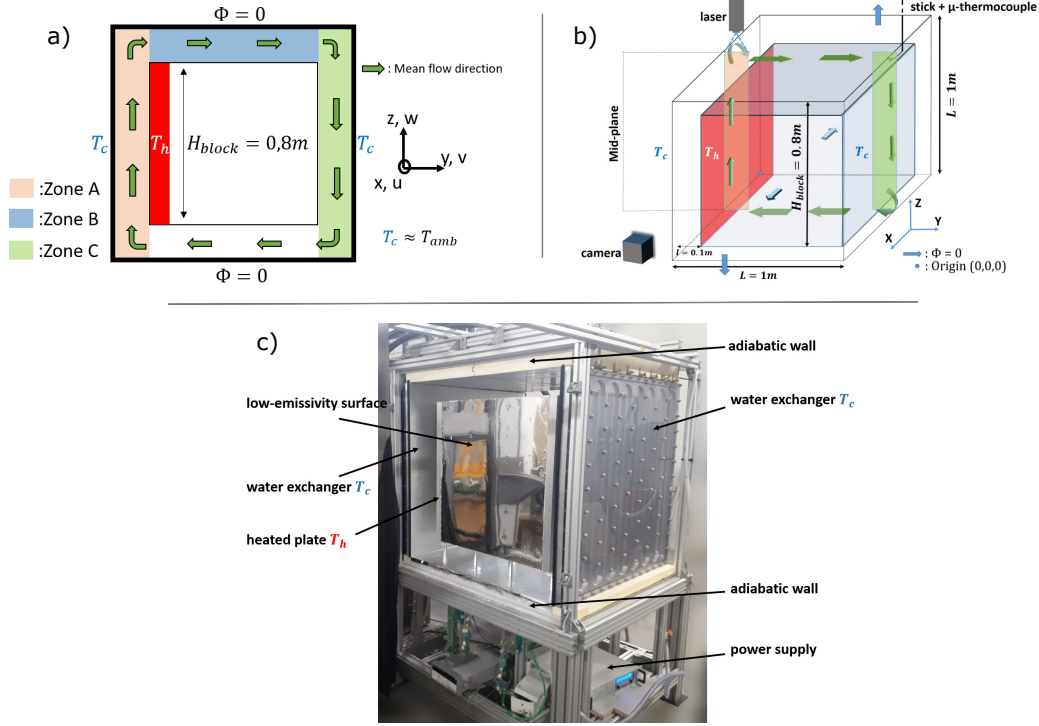 a)
Φ = 0
: Mean flow direction
T_c
T_h
H_block = 0,8m
T_c
z, w
y, v
x, u
:Zone A
:Zone B
:Zone C
T_c ≈ T_amb
Φ = 0
b)
laser
stick + μ-thermocouple
Mid-plane
T_c
T_h
H_block = 0.8m
T_c
L = 1m
camera
l = 0.1m
L = 1m
Z
Y
X
: Φ = 0
: Origin (0,0,0)
c)
adiabatic wall
low-emissivity surface
water exchanger T_c
water exchanger T_c
heated plate T_h
adiabatic wall
power supply